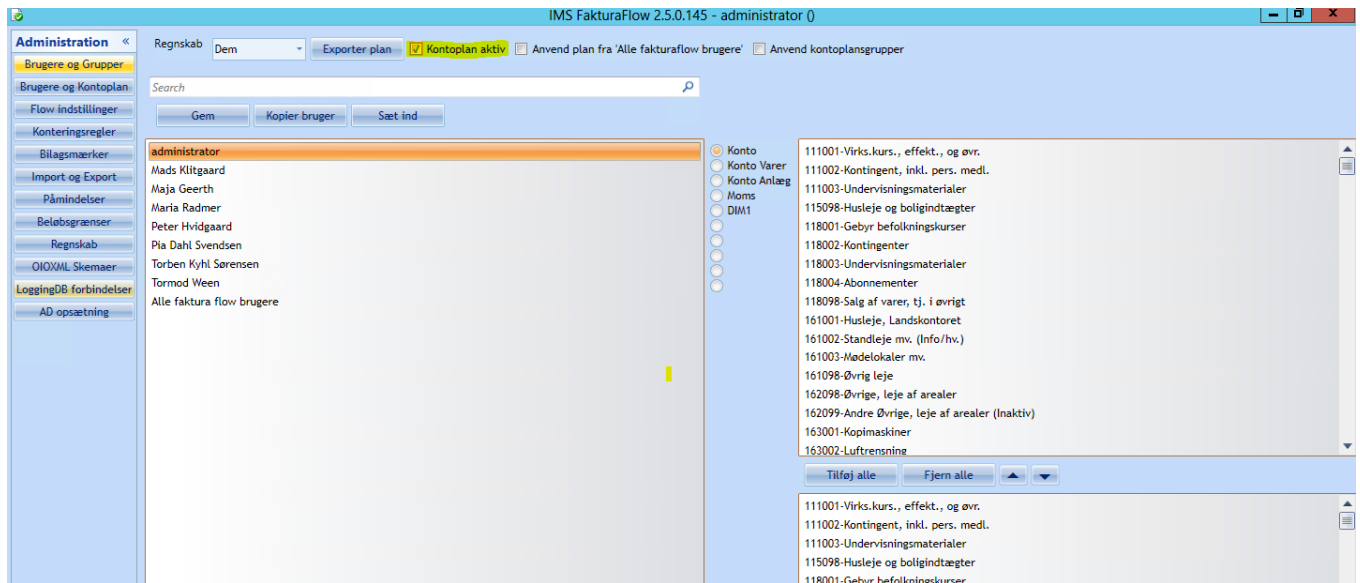 IMS FakturaFlow 2.5.0.145 - administrator ()
Administration «
Brugere og Grupper
Brugere og Kontoplan
Flow indstillinger
Konteringsregler
Bilagsmærker
Import og Export
Påmindelser
Beløbsgrænser
Regnskab
OIOXML Skemaer
LoggingDB forbindelser
AD opsætning
Regnskab Dem Exporter plan Kontoplan aktiv Anvend plan fra 'Alle fakturaflow brugere' Anvend kontoplansgrupper
Search
Gem Kopier bruger Sæt ind
administrator
Mads Klitgaard
Maja Geerth
Maria Radmer
Peter Hvidgaard
Pia Dahl Svendsen
Torben Kyhl Sørensen
Tormod Ween
Alle faktura flow brugere
Konto
Konto Varer
Konto Anlæg
Moms
DIM1
111001-Virks.kurs., effekt., og øvr.
111002-Kontingent, inkl. pers. medl.
111003-Undervisningsmaterialer
115098-Husleje og boligindtægter
118001-Gebyr befolkningskurser
118002-Kontingenter
118003-Undervisningsmaterialer
118004-Abonnementer
118098-Salg af varer, tj. i øvrigt
161001-Husleje, Landskontoret
161002-Standleje mv. (Info/hv.)
161003-Mødelokaler mv.
161098-Øvrig leje
162098-Øvrige, leje af arealer
162099-Andre Øvrige, leje af arealer (Inaktiv)
163001-Kopimaskiner
163002-Luftrensning
Tilføj alle Fjern alle
111001-Virks.kurs., effekt., og øvr.
111002-Kontingent, inkl. pers. medl.
111003-Undervisningsmaterialer
115098-Husleje og boligindtægter
118001-Gebyr befolkningskurser